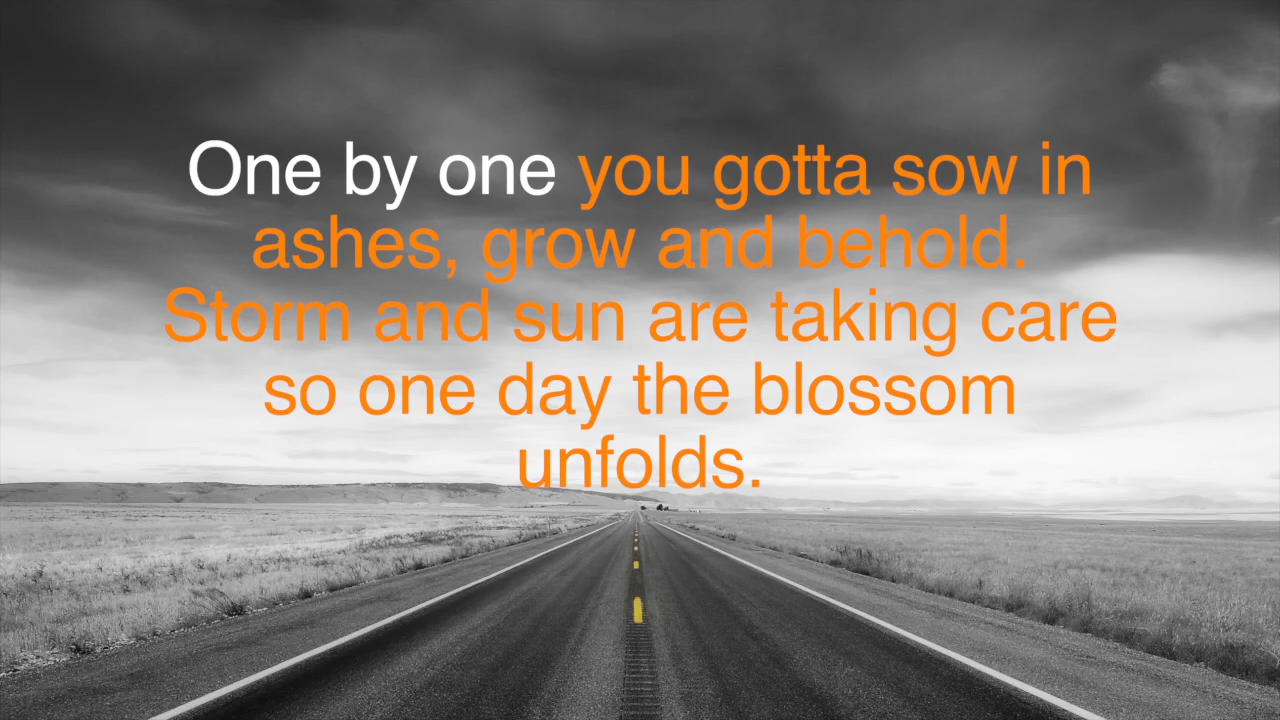 One by one you gotta sow in
ashes, grow and behold.
Storm and sun are taking care
so one day the blossom
unfolds.